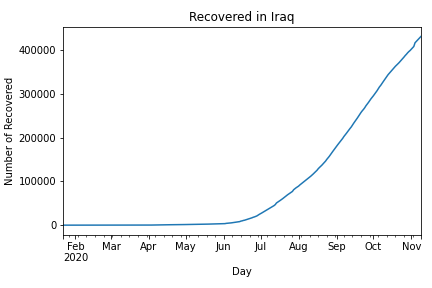 Recovered in Iraq
Number of Recovered
400000
300000
200000
100000
0
Feb Mar Apr May Jun Jul Aug Sep Oct Nov
2020
Day